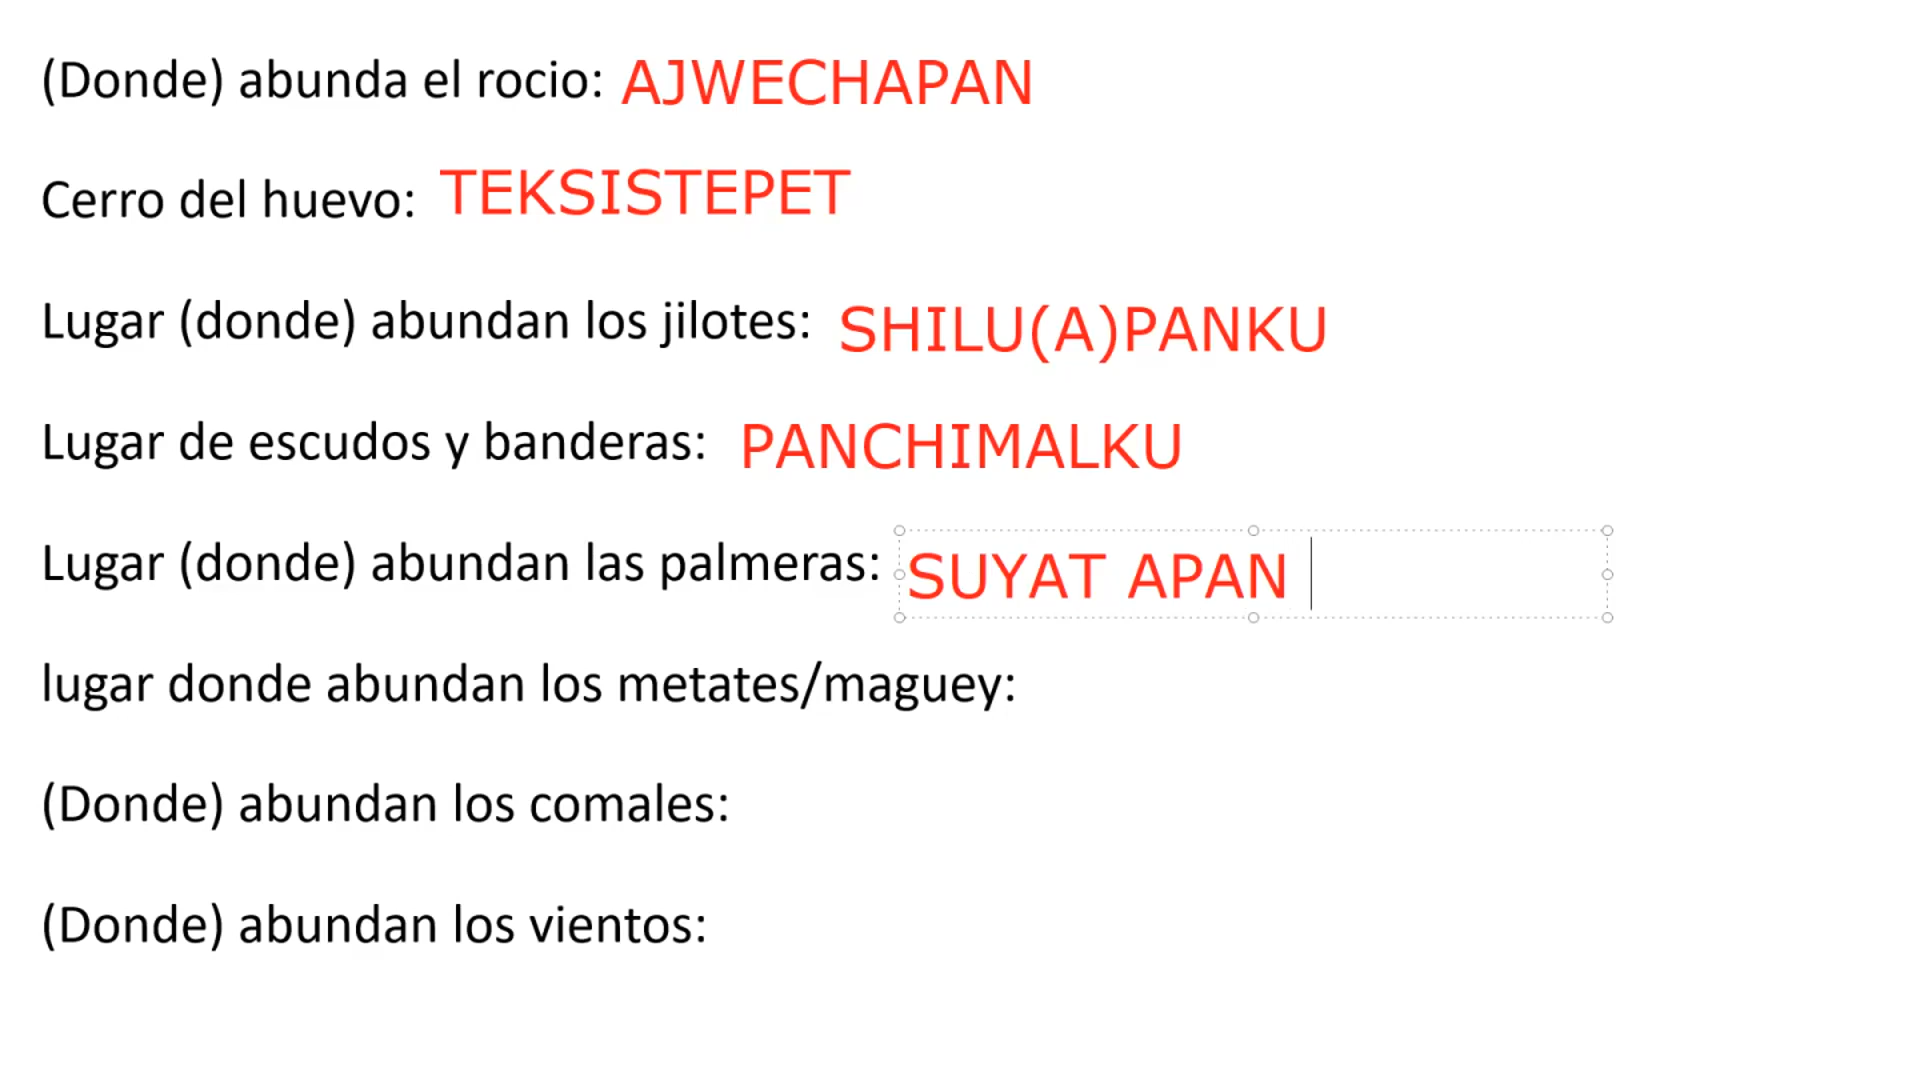 (Donde) abunda el rocio: AJWECHAPAN
Cerro del huevo: TEKSISTEPET
Lugar (donde) abundan los jilotes: SHILU(A)PANKU
Lugar de escudos y banderas: PANCHIMALKU
Lugar (donde) abundan las palmeras: SUYAT APAN
lugar donde abundan los metates/maguey:
(Donde) abundan los comales:
(Donde) abundan los vientos: